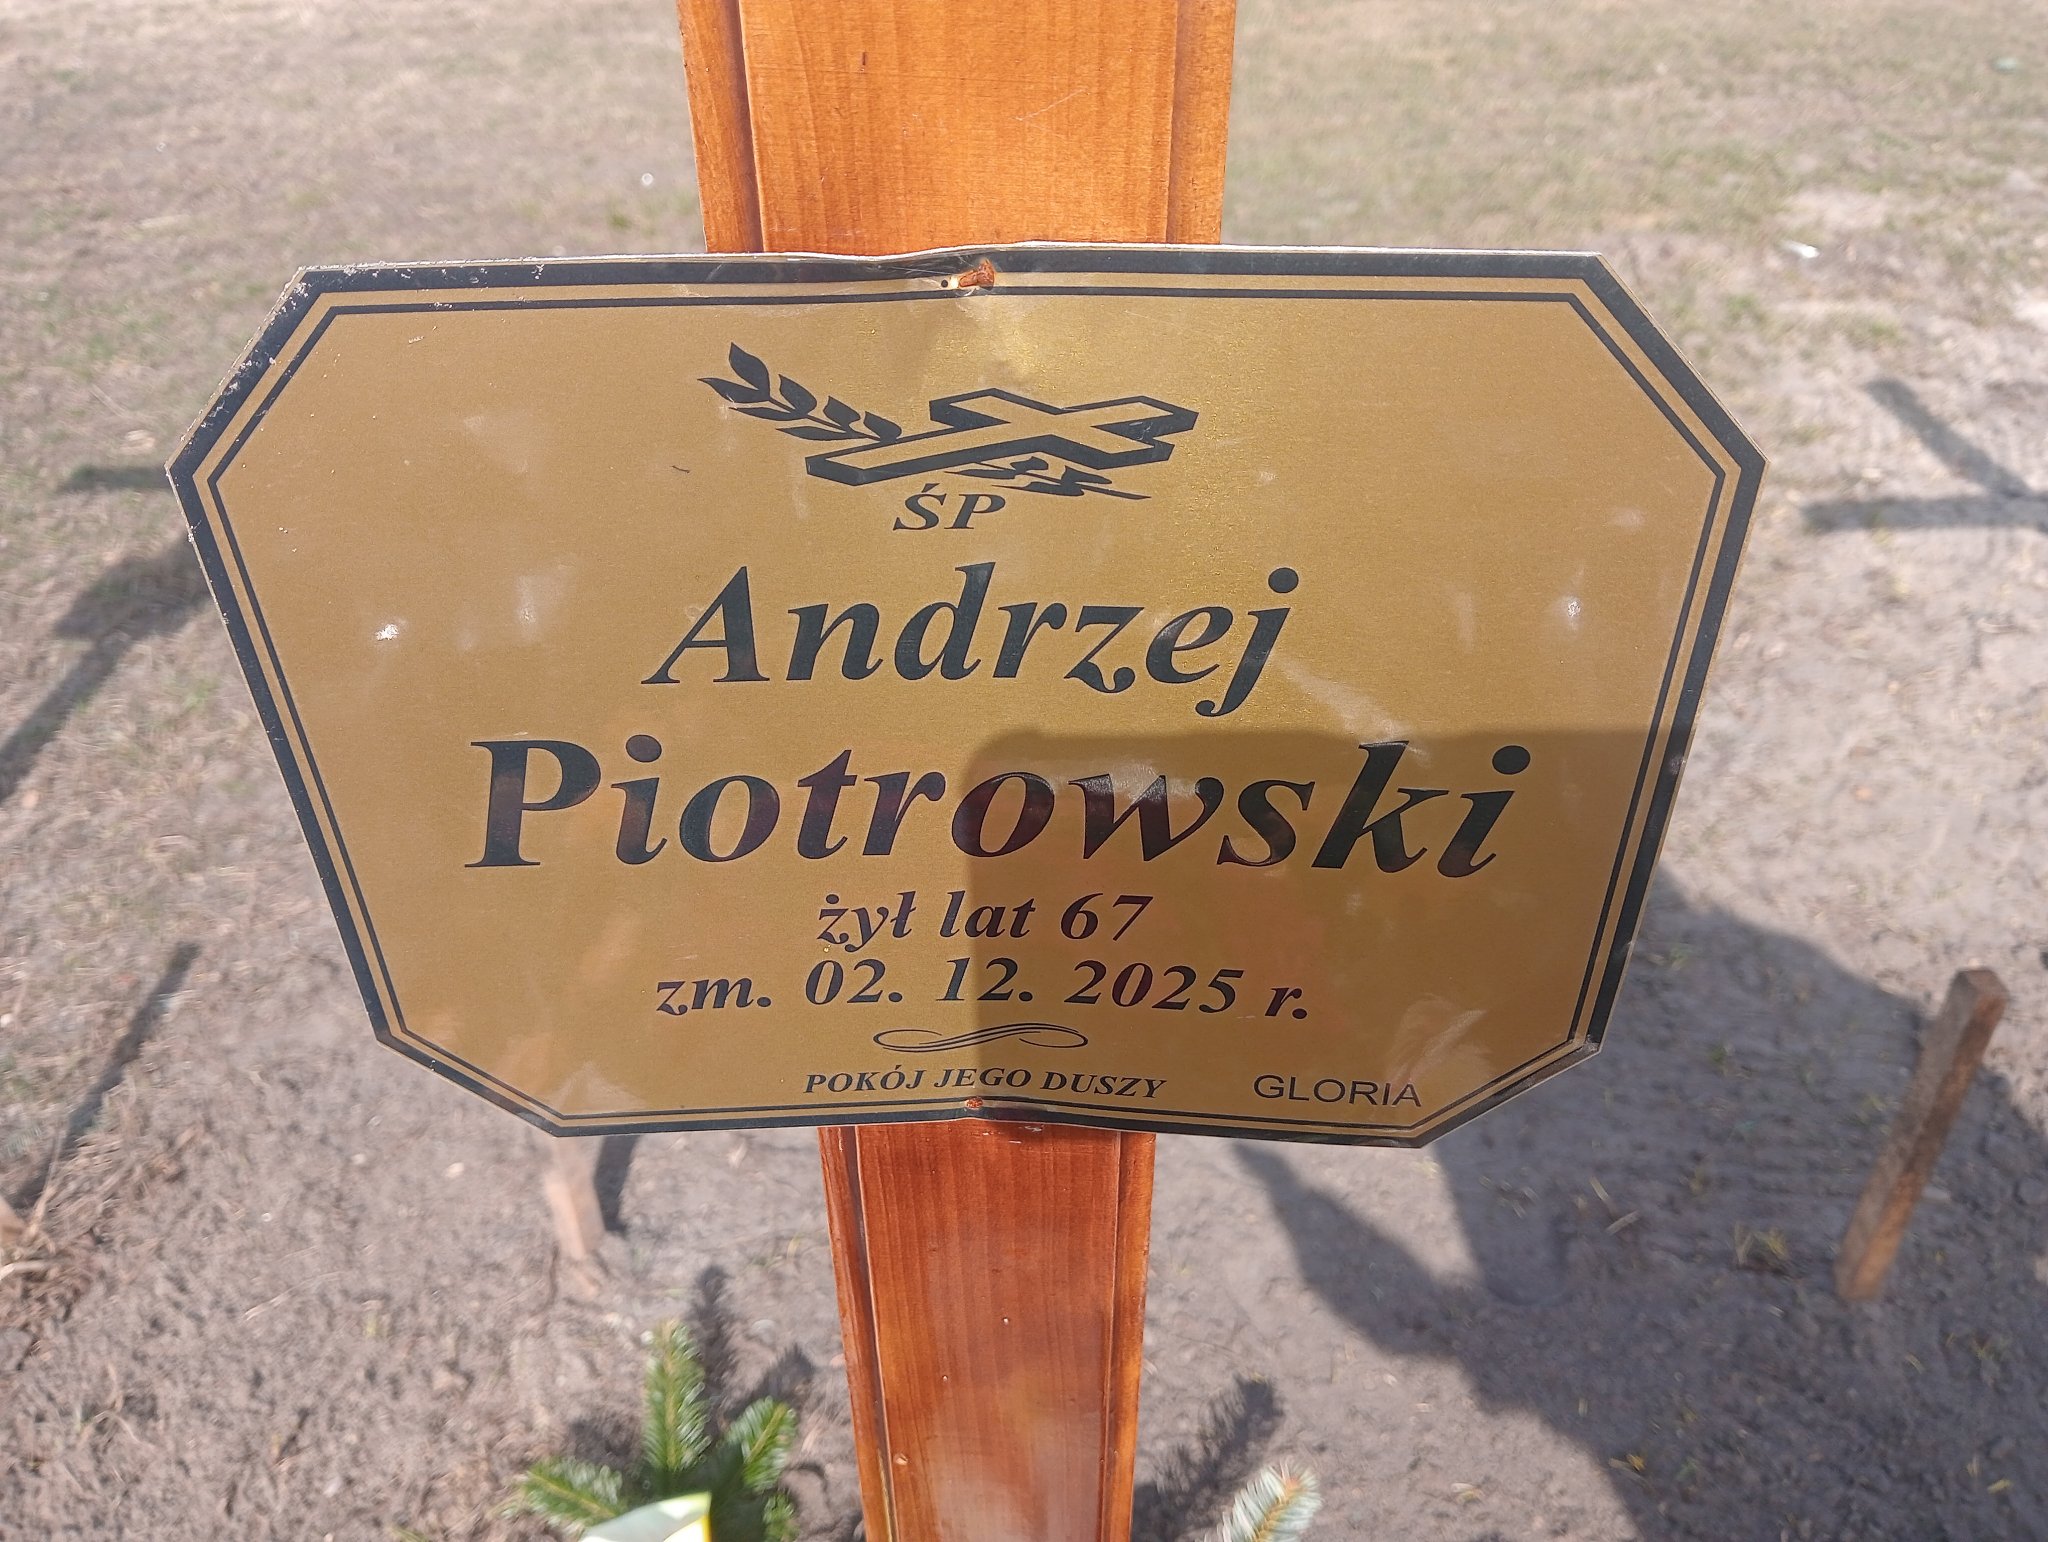 ŚP
Andrzej
Piotrowski
żył lat 67
zm. 02. 12. 2025 r.
POKÓJ JEGO DUSZY
GLORIA